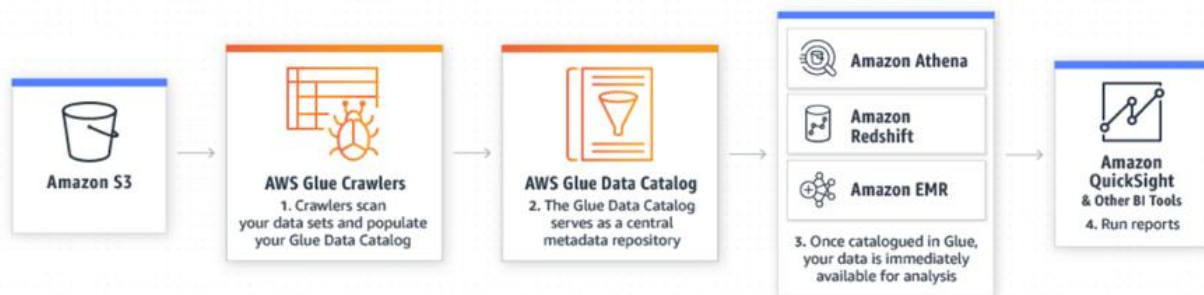 Amazon S3
AWS Glue Crawlers
1. Crawlers scan
your data sets and populate
your Glue Data Catalog
AWS Glue Data Catalog
2. The Glue Data Catalog
serves as a central
metadata repository
Amazon Athena
Amazon
Redshift
Amazon EMR
3. Once catalogued in Glue,
your data is immediately
available for analysis
Amazon
QuickSight
& Other BI Tools
4. Run reports